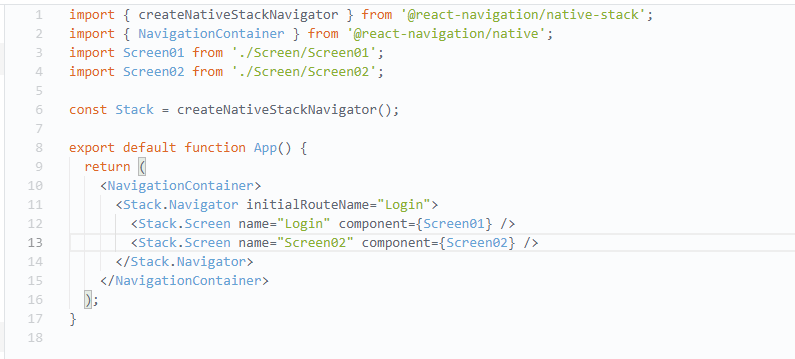 1 import { createNativeStackNavigator } from '@react-navigation/native-stack';
2 import { NavigationContainer } from '@react-navigation/native';
3 import Screen01 from './Screen/Screen01';
4 import Screen02 from './Screen/Screen02';
5
6 const Stack = createNativeStackNavigator();
7
8 export default function App() {
9   return (
10     <NavigationContainer>
11       <Stack.Navigator initialRouteName="Login">
12         <Stack.Screen name="Login" component={Screen01} />
13         <Stack.Screen name="Screen02" component={Screen02} />
14       </Stack.Navigator>
15     </NavigationContainer>
16   );
17 }
18